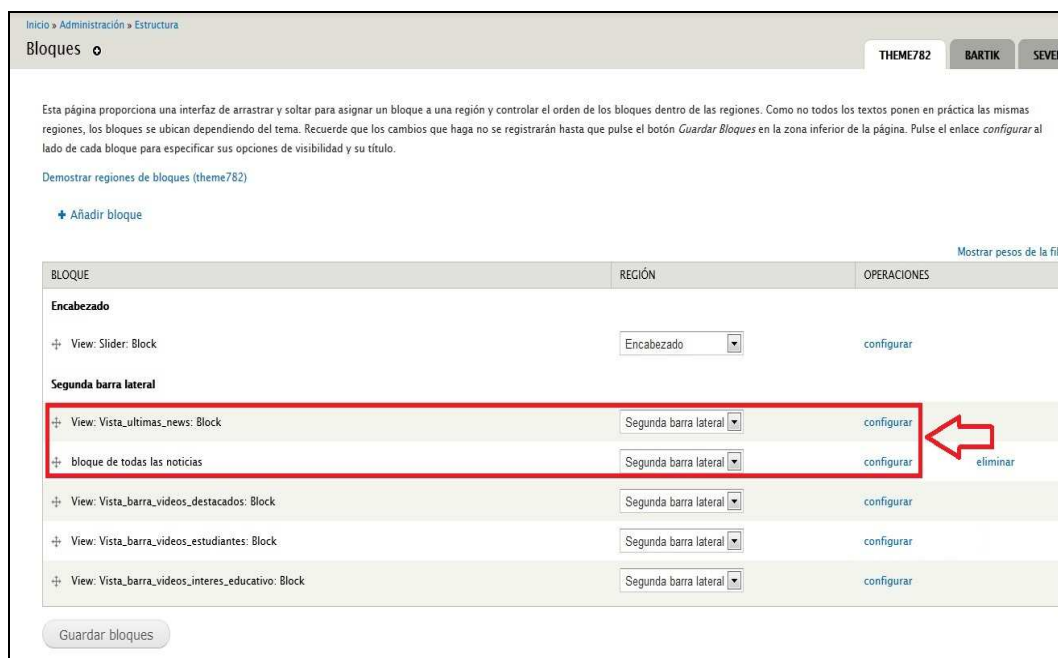 Inicio » Administración » Estructura
Bloques
THEME782 BARTIK
Esta página proporciona una interfaz de arrastrar y soltar para asignar un bloque a una región y controlar el orden de los bloques dentro de las regiones. Como no todos los textos ponen en práctica las mismas
regiones, los bloques se ubican dependiendo del tema. Recuerde que los cambios que haga no se registrarán hasta que pulse el botón Guardar Bloques en la zona inferior de la página. Pulse el enlace configurar al
lado de cada bloque para especificar sus opciones de visibilidad y su título.
Demostrar regiones de bloques (theme782)
+ Añadir bloque
Mostrar pesos de la
BLOQUE REGIÓN OPERACIONES
Encabezado
View: Slider: Block Encabezado configurar
Segunda barra lateral
View: Vista_ultimas_news: Block Segunda barra lateral configurar
bloque de todas las noticias Segunda barra lateral configurar eliminar
View: Vista_barra_videos_destacados: Block Segunda barra lateral configurar
View: Vista_barra_videos_estudiantes: Block Segunda barra lateral configurar
View: Vista_barra_videos_interes_educativo: Block Segunda barra lateral configurar
Guardar bloques